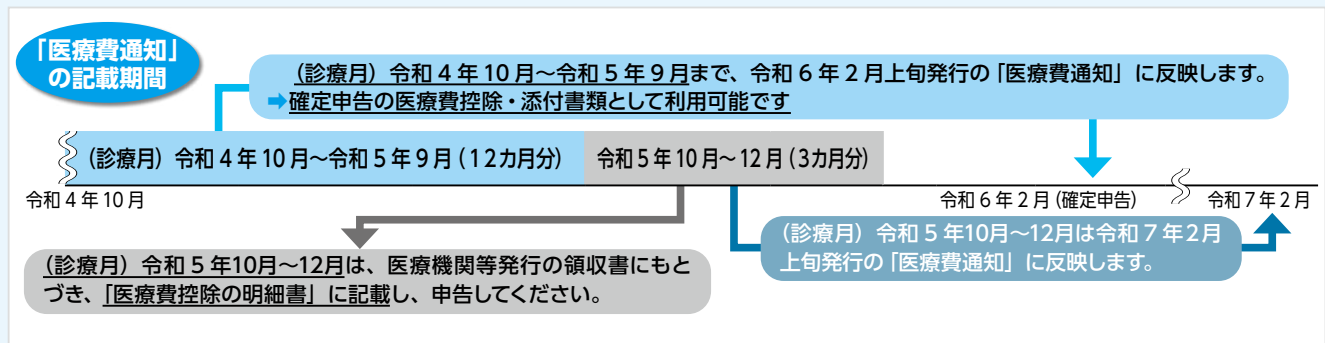 「医療費通知」
の記載期間
(診療月) 令和4年10月～令和5年9月まで、令和6年2月上旬発行の「医療費通知」に反映します。
➡確定申告の医療費控除・添付書類として利用可能です
(診療月) 令和4年10月～令和5年9月(12カ月分)
令和5年10月～12月(3カ月分)
令和4年10月
令和6年2月(確定申告)
令和7年2月
(診療月) 令和5年10月～12月は、医療機関等発行の領収書にもと
づき、「医療費控除の明細書」に記載し、申告してください。
(診療月) 令和5年10月～12月は令和7年2月
上旬発行の「医療費通知」に反映します。